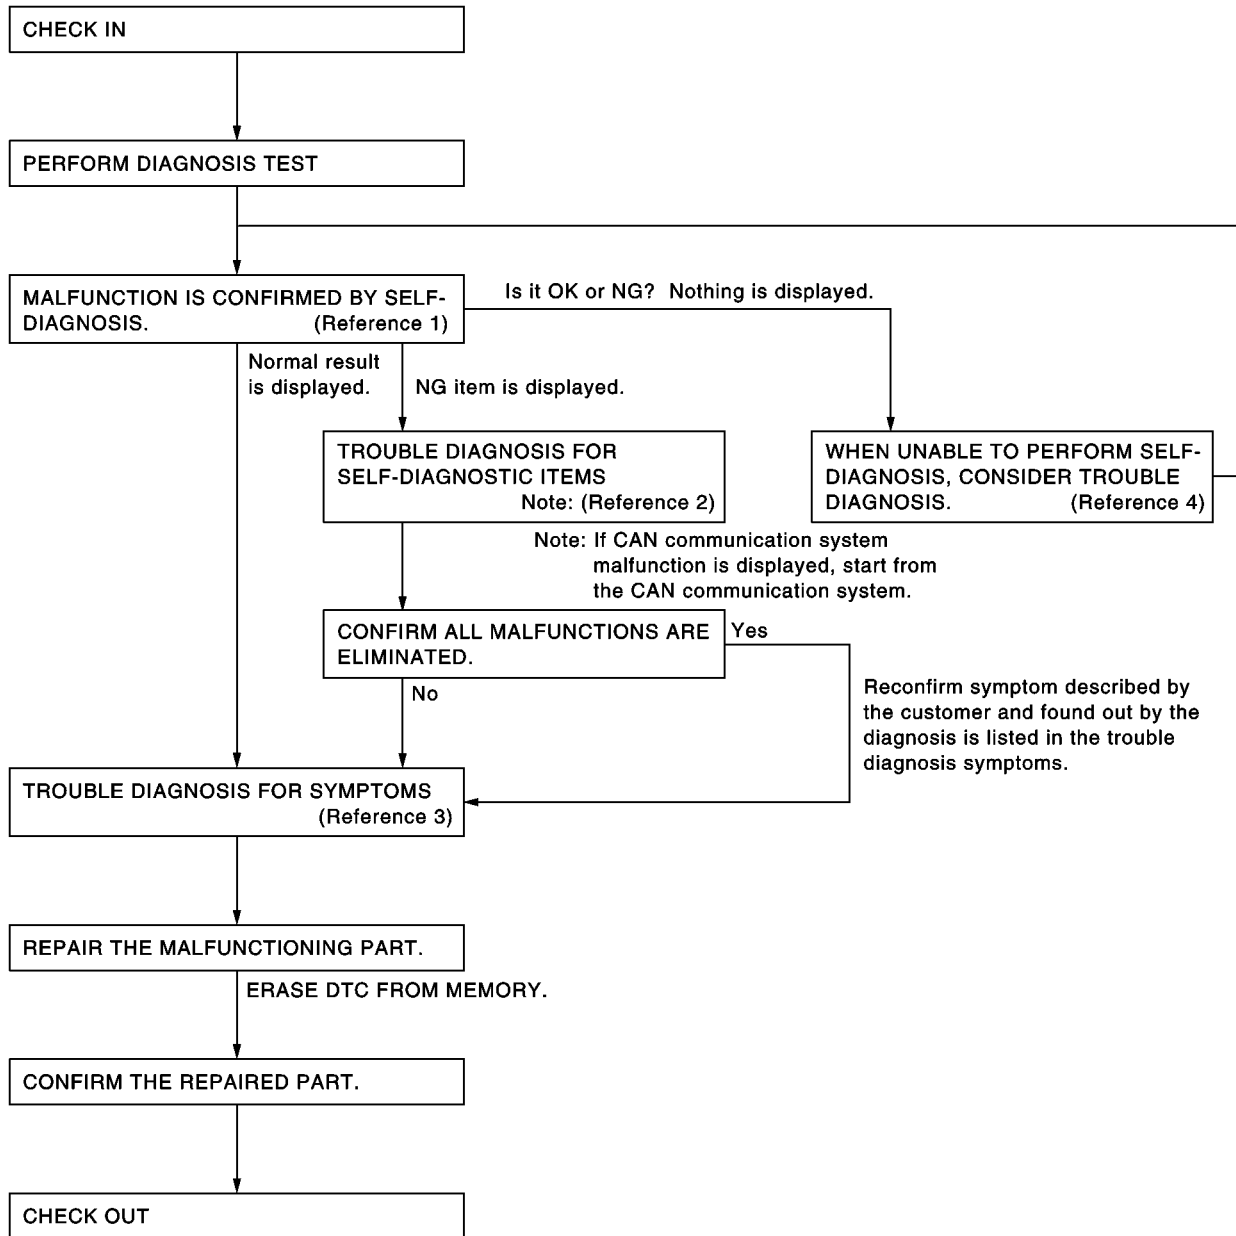 CHECK IN
PERFORM DIAGNOSIS TEST
MALFUNCTION IS CONFIRMED BY SELF-
DIAGNOSIS. (Reference 1)
Is it OK or NG? Nothing is displayed.
Normal result
is displayed.
NG item is displayed.
TROUBLE DIAGNOSIS FOR
SELF-DIAGNOSTIC ITEMS
Note: (Reference 2)
WHEN UNABLE TO PERFORM SELF-
DIAGNOSIS, CONSIDER TROUBLE
DIAGNOSIS. (Reference 4)
Note: If CAN communication system
malfunction is displayed, start from
the CAN communication system.
CONFIRM ALL MALFUNCTIONS ARE
ELIMINATED.
Yes
No
Reconfirm symptom described by
the customer and found out by the
diagnosis is listed in the trouble
diagnosis symptoms.
TROUBLE DIAGNOSIS FOR SYMPTOMS
(Reference 3)
REPAIR THE MALFUNCTIONING PART.
ERASE DTC FROM MEMORY.
CONFIRM THE REPAIRED PART.
CHECK OUT